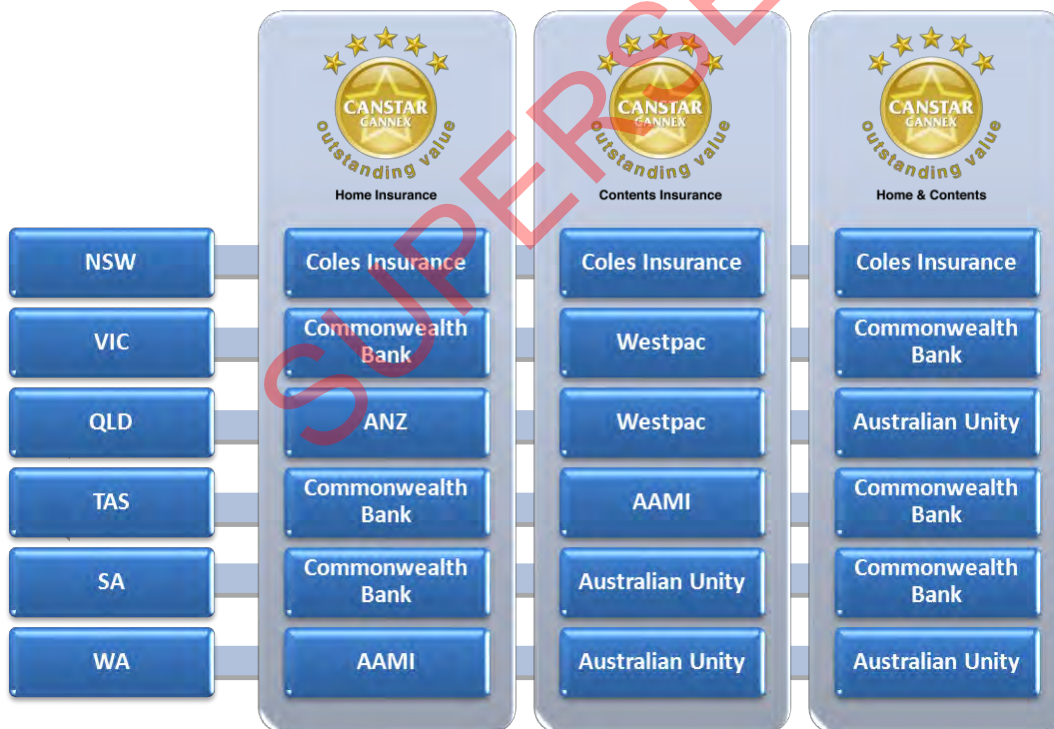 CANSTAR
CANNEX
outstanding value
Home Insurance
CANSTAR
CANNEX
outstanding value
Contents Insurance
CANSTAR
CANNEX
outstanding value
Home & Contents
NSW
Coles Insurance
Coles Insurance
Coles Insurance
VIC
Commonwealth
Bank
Westpac
Commonwealth
Bank
QLD
ANZ
Westpac
Australian Unity
TAS
Commonwealth
Bank
AAMI
Commonwealth
Bank
SA
Commonwealth
Bank
Australian Unity
Commonwealth
Bank
WA
AAMI
Australian Unity
Australian Unity
SUPERSE